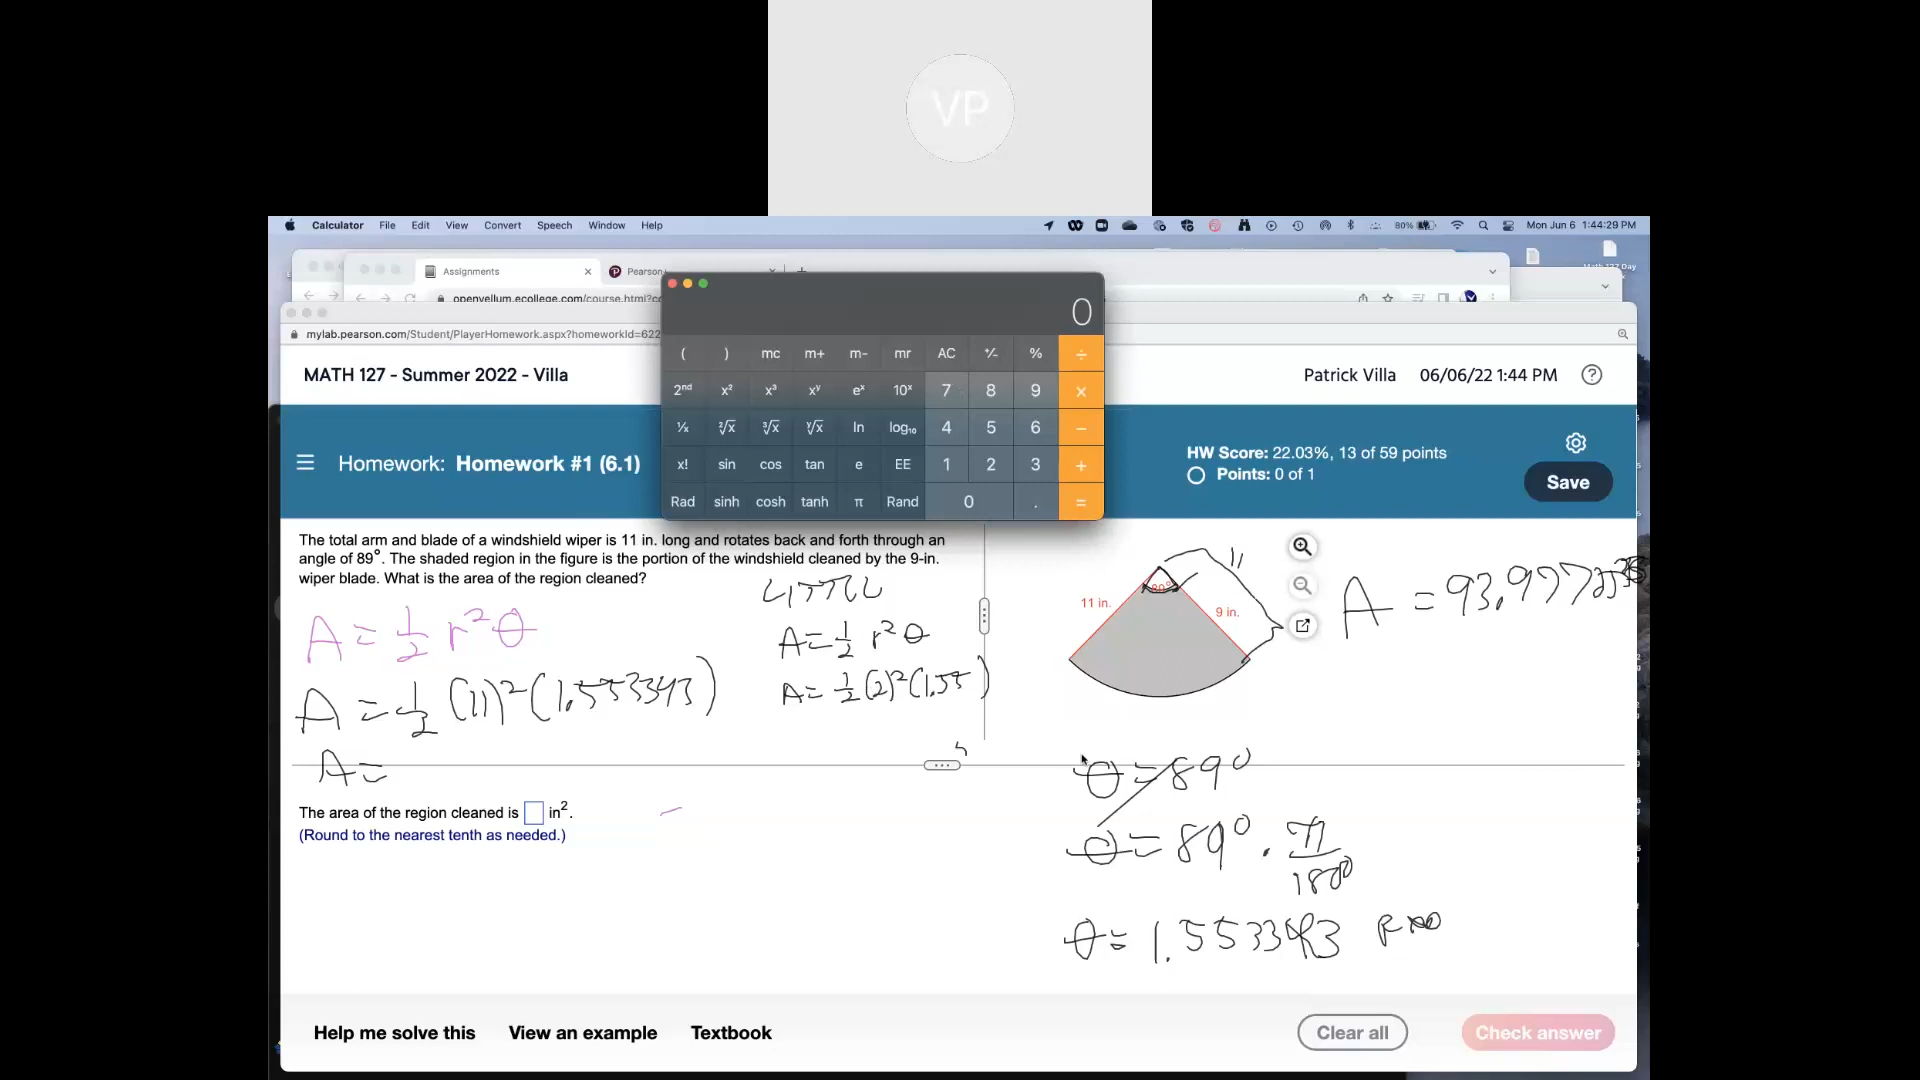 VP
Calculator File Edit View Convert Speech Window Help
80% Mon Jun 6 1:44:29 PM
Assignments
Pearson
openvellum.ecollege.com/course.html?c
mylab.pearson.com/Student/PlayerHomework.aspx?homeworkId=622
0
( ) mc m+ m- mr AC +/- % ÷
2nd x² x³ xʸ eˣ 10ˣ 7 8 9 ×
1/x ²√x ³√x ʸ√x ln log₁₀ 4 5 6 −
x! sin cos tan e EE 1 2 3 +
Rad sinh cosh tanh π Rand 0 . =
MATH 127 - Summer 2022 - Villa
Patrick Villa 06/06/22 1:44 PM
Homework: Homework #1 (6.1)
HW Score: 22.03%, 13 of 59 points
Points: 0 of 1
Save
The total arm and blade of a windshield wiper is 11 in. long and rotates back and forth through an
angle of 89°. The shaded region in the figure is the portion of the windshield cleaned by the 9-in.
wiper blade. What is the area of the region cleaned?
LITTLE
A = 1/2 r² θ
A = 1/2 r² θ
A = 1/2 (11)² (1.553343)
A = 1/2 (2)² (1.55 )
A =
11
89°
11 in.
9 in.
A = 93.9772
θ = 89°
θ = 89° · π/180°
θ = 1.553343 RAD
The area of the region cleaned is in².
(Round to the nearest tenth as needed.)
Help me solve this View an example Textbook
Clear all Check answer